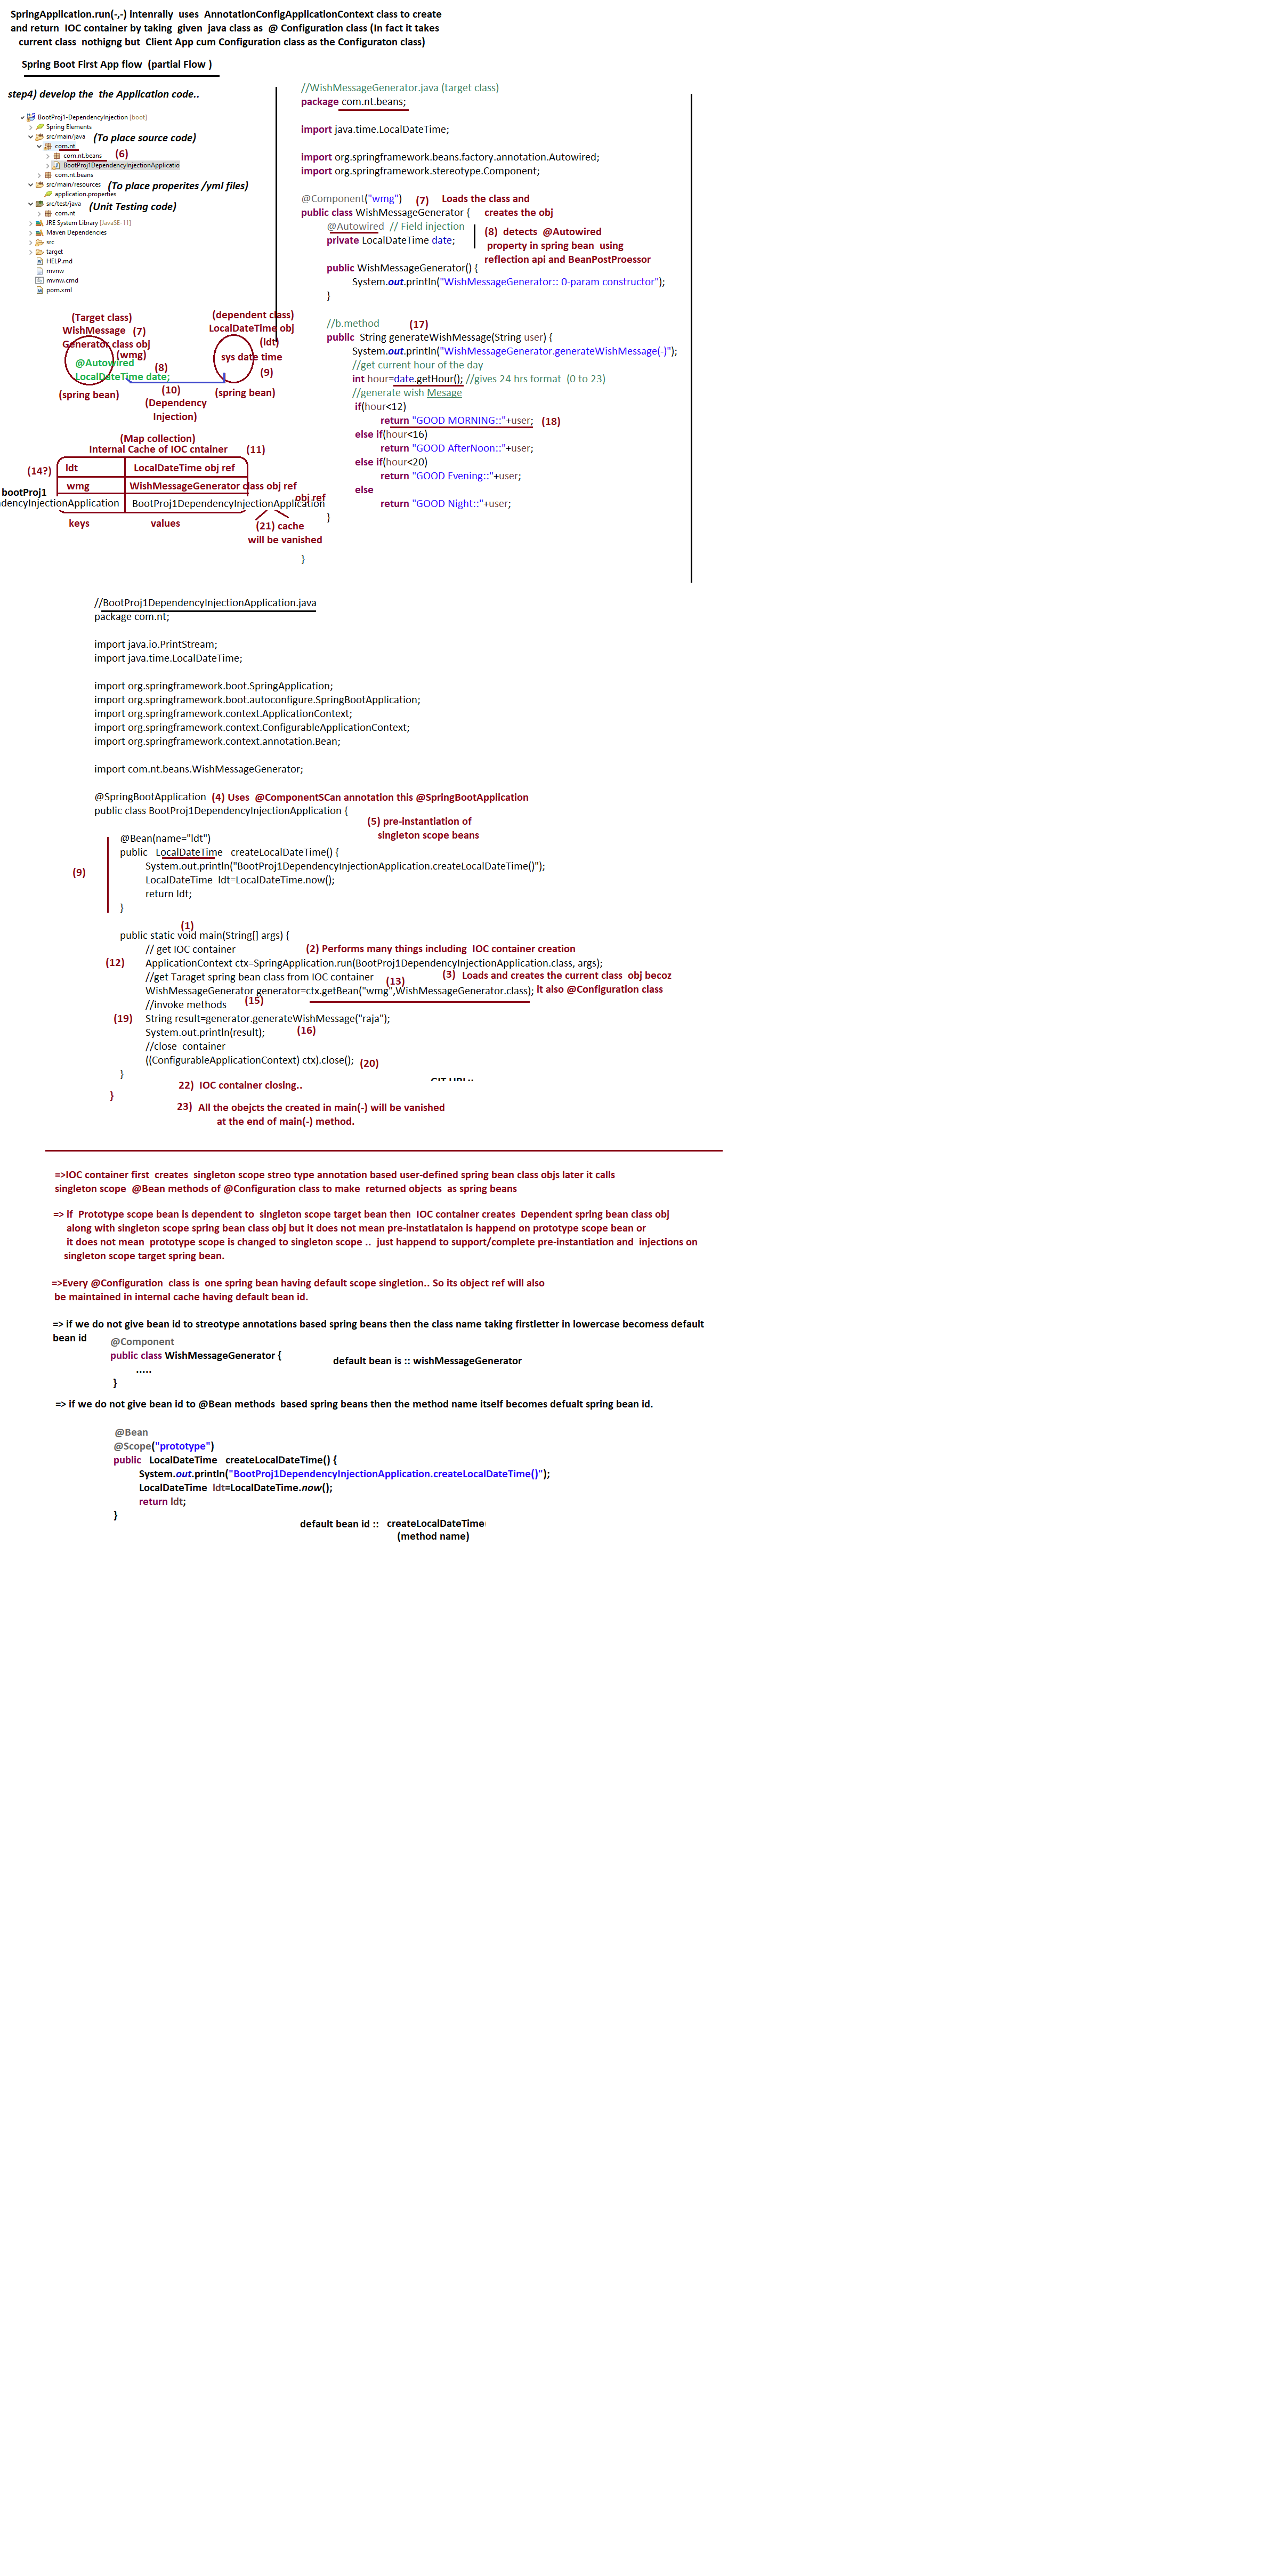 SpringApplication.run(-,-) intenrally uses AnnotationConfigApplicationContext class to create
and return IOC container by taking given java class as @ Configuration class (In fact it takes
current class nothigng but Client App cum Configuration class as the Configuraton class)
Spring Boot First App flow (partial Flow )
step4) develop the the Application code..
BootProj1-DependencyInjection [boot]
Spring Elements
src/main/java (To place source code)
com.nt
com.nt.beans (6)
BootProj1DependencyInjectionApplicatio
com.nt.beans
src/main/resources (To place properites /yml files)
application.properties
src/test/java (Unit Testing code)
com.nt
JRE System Library [JavaSE-11]
Maven Dependencies
src
target
HELP.md
mvnw
mvnw.cmd
pom.xml
(Target class)
WishMessage (7)
Generator class obj
(wmg)
@Autowired
LocalDateTime date;
(8)
(spring bean)
(dependent class)
LocalDateTime obj
(ldt)
sys date time
(9)
(spring bean)
(10)
(Dependency
Injection)
(Map collection)
Internal Cache of IOC cntainer (11)
(14?)
ldt LocalDateTime obj ref
wmg WishMessageGenerator class obj ref
bootProj1
dencyInjectionApplication BootProj1DependencyInjectionApplication
obj ref
keys values
(21) cache
will be vanished
//WishMessageGenerator.java (target class)
package com.nt.beans;
import java.time.LocalDateTime;
import org.springframework.beans.factory.annotation.Autowired;
import org.springframework.stereotype.Component;
@Component("wmg") (7) Loads the class and
public class WishMessageGenerator { creates the obj
@Autowired // Field injection
private LocalDateTime date;
(8) detects @Autowired
property in spring bean using
reflection api and BeanPostProessor
public WishMessageGenerator() {
System.out.println("WishMessageGenerator:: 0-param constructor");
}
//b.method (17)
public String generateWishMessage(String user) {
System.out.println("WishMessageGenerator.generateWishMessage(-)");
//get current hour of the day
int hour=date.getHour(); //gives 24 hrs format (0 to 23)
//generate wish Mesage
if(hour<12)
return "GOOD MORNING::"+user; (18)
else if(hour<16)
return "GOOD AfterNoon::"+user;
else if(hour<20)
return "GOOD Evening::"+user;
else
return "GOOD Night::"+user;
}
}
//BootProj1DependencyInjectionApplication.java
package com.nt;
import java.io.PrintStream;
import java.time.LocalDateTime;
import org.springframework.boot.SpringApplication;
import org.springframework.boot.autoconfigure.SpringBootApplication;
import org.springframework.context.ApplicationContext;
import org.springframework.context.ConfigurableApplicationContext;
import org.springframework.context.annotation.Bean;
import com.nt.beans.WishMessageGenerator;
@SpringBootApplication (4) Uses @ComponentSCan annotation this @SpringBootApplication
public class BootProj1DependencyInjectionApplication {
(5) pre-instantiation of
singleton scope beans
@Bean(name="ldt")
public LocalDateTime createLocalDateTime() {
System.out.println("BootProj1DependencyInjectionApplication.createLocalDateTime()");
(9)
LocalDateTime ldt=LocalDateTime.now();
return ldt;
}
(1)
public static void main(String[] args) {
// get IOC container (2) Performs many things including IOC container creation
(12) ApplicationContext ctx=SpringApplication.run(BootProj1DependencyInjectionApplication.class, args);
//get Taraget spring bean class from IOC container (13) (3) Loads and creates the current class obj becoz
WishMessageGenerator generator=ctx.getBean("wmg",WishMessageGenerator.class); it also @Configuration class
//invoke methods (15)
(19) String result=generator.generateWishMessage("raja");
System.out.println(result); (16)
//close container
((ConfigurableApplicationContext) ctx).close(); (20)
}
22) IOC container closing..
}
23) All the obejcts the created in main(-) will be vanished
at the end of main(-) method.
=>IOC container first creates singleton scope streo type annotation based user-defined spring bean class objs later it calls
singleton scope @Bean methods of @Configuration class to make returned objects as spring beans
=> if Prototype scope bean is dependent to singleton scope target bean then IOC container creates Dependent spring bean class obj
along with singleton scope spring bean class obj but it does not mean pre-instatiataion is happend on prototype scope bean or
it does not mean prototype scope is changed to singleton scope .. just happend to support/complete pre-instantiation and injections on
singleton scope target spring bean.
=>Every @Configuration class is one spring bean having default scope singletion.. So its object ref will also
be maintained in internal cache having default bean id.
=> if we do not give bean id to streotype annotations based spring beans then the class name taking firstletter in lowercase becomess default
bean id
@Component
public class WishMessageGenerator {
default bean is :: wishMessageGenerator
.....
}
=> if we do not give bean id to @Bean methods based spring beans then the method name itself becomes defualt spring bean id.
@Bean
@Scope("prototype")
public LocalDateTime createLocalDateTime() {
System.out.println("BootProj1DependencyInjectionApplication.createLocalDateTime()");
LocalDateTime ldt=LocalDateTime.now();
return ldt;
}
default bean id :: createLocalDateTime
(method name)